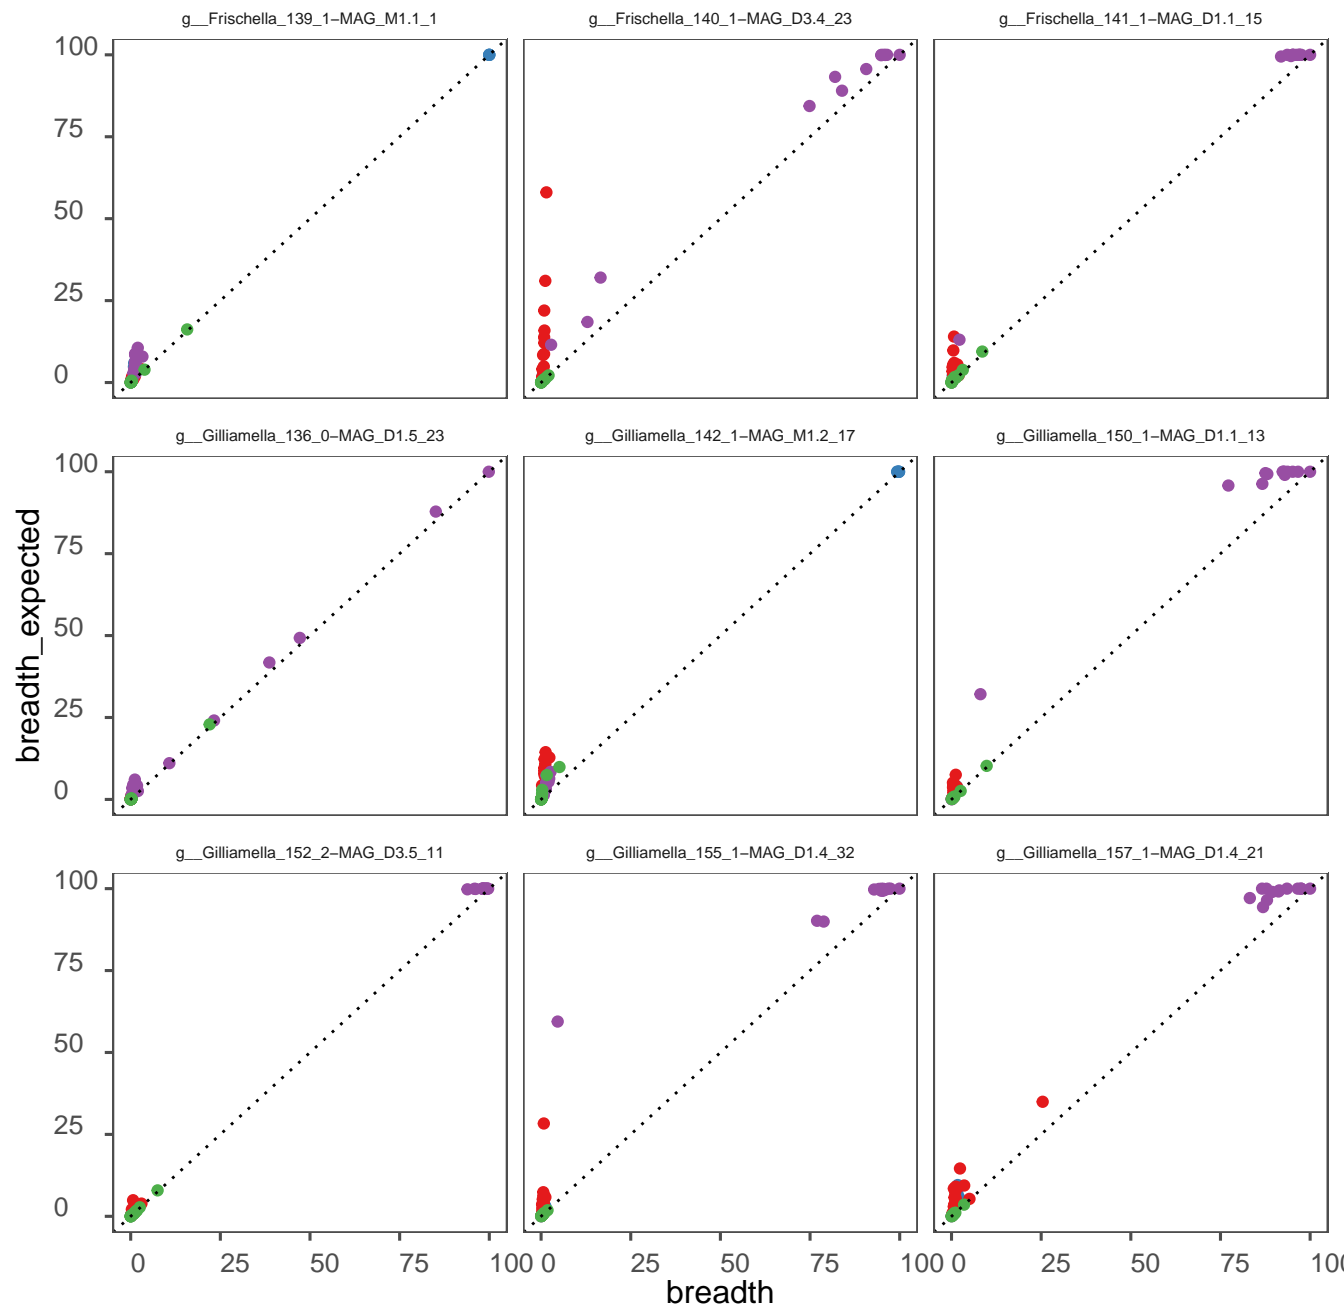 g__Frischella_139_1−MAG_M1.1_1 g__Frischella_140_1−MAG_D3.4_23 g__Frischella_141_1−MAG_D1.1_15
100
75
50
25
0
g__Gilliamella_136_0−MAG_D1.5_23 g__Gilliamella_142_1−MAG_M1.2_17 g__Gilliamella_150_1−MAG_D1.1_13
100
75
50
25
0
breadth_expected
g__Gilliamella_152_2−MAG_D3.5_11 g__Gilliamella_155_1−MAG_D1.4_32 g__Gilliamella_157_1−MAG_D1.4_21
100
75
50
25
0
0 25 50 75 100 0 25 50 75 100 0 25 50 75 100
breadth